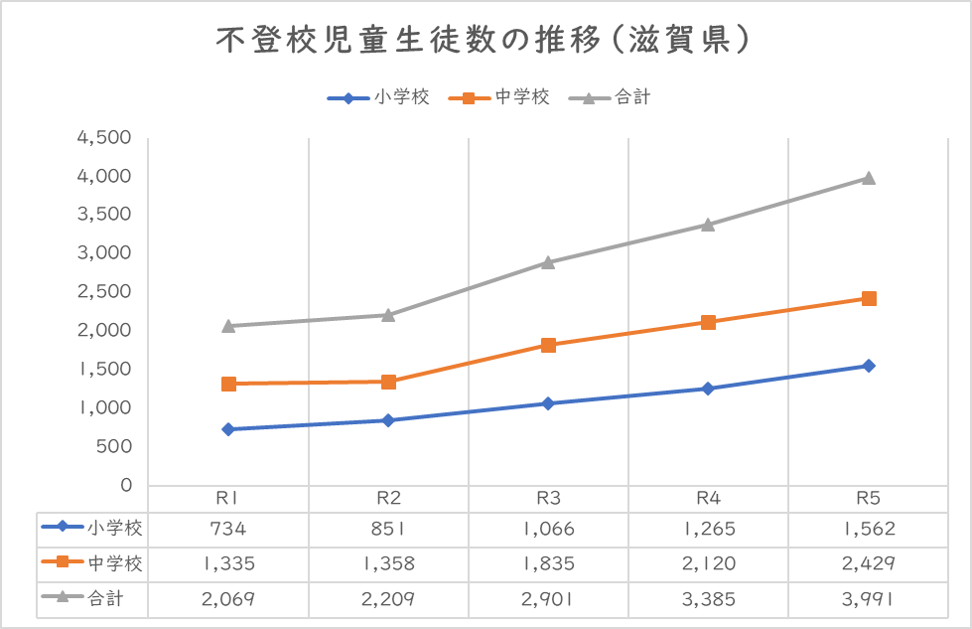 不登校児童生徒数の推移(滋賀県)
小学校 中学校 合計
4,500
4,000
3,500
3,000
2,500
2,000
1,500
1,000
500
0
R1 R2 R3 R4 R5
小学校 734 851 1,066 1,265 1,562
中学校 1,335 1,358 1,835 2,120 2,429
合計 2,069 2,209 2,901 3,385 3,991